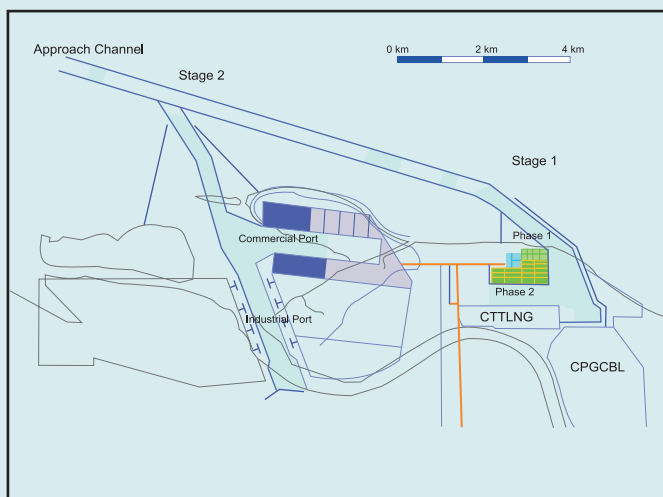 Approach Channel
0 km 2 km 4 km
Stage 2
Stage 1
Phase 1
Commercial Port
Phase 2
Industrial Port
CTTLNG
CPGCBL